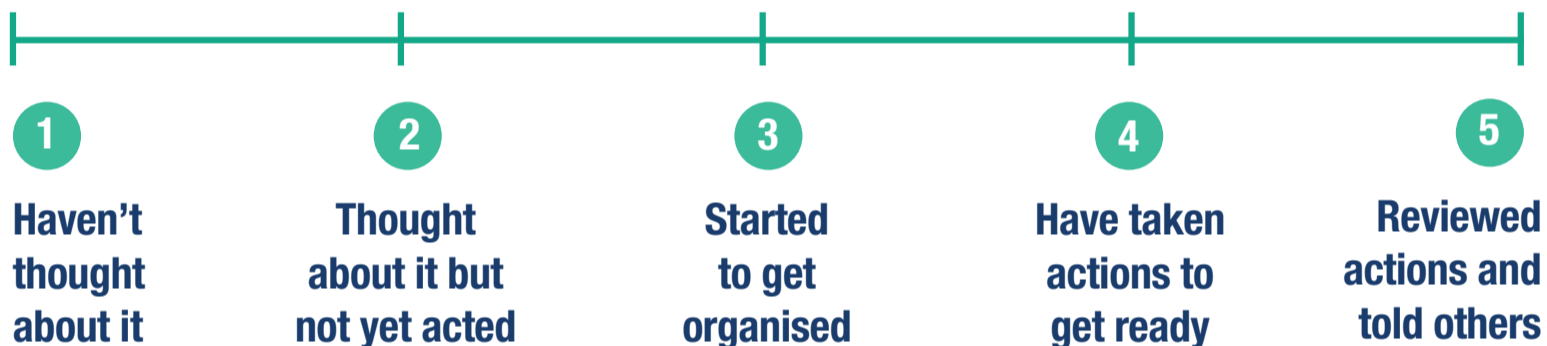 1
Haven’t
thought
about it
2
Thought
about it but
not yet acted
3
Started
to get
organised
4
Have taken
actions to
get ready
5
Reviewed
actions and
told others